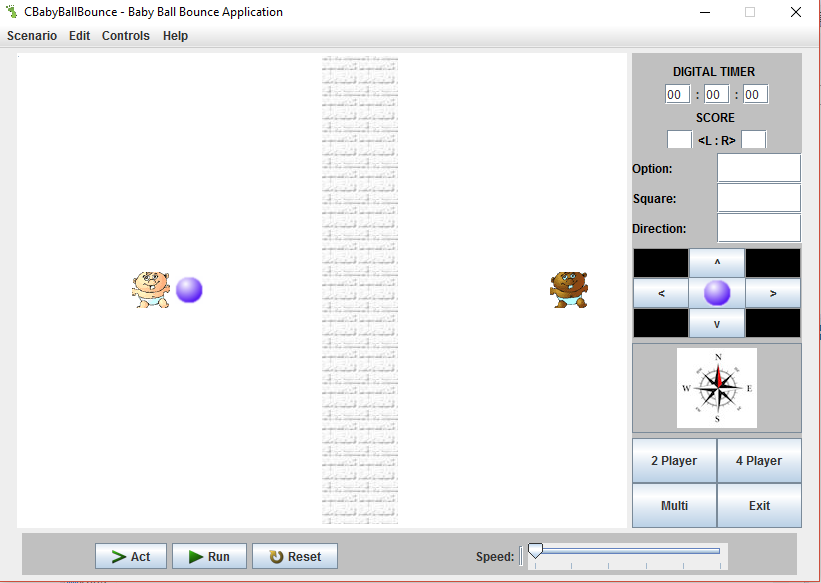 CBabyBallBounce - Baby Ball Bounce Application
Scenario Edit Controls Help
DIGITAL TIMER
00 : 00 : 00
SCORE
<L : R>
Option:
Square:
Direction:
^
< >
v
N
W E
S
2 Player 4 Player
Multi Exit
Act Run Reset Speed: